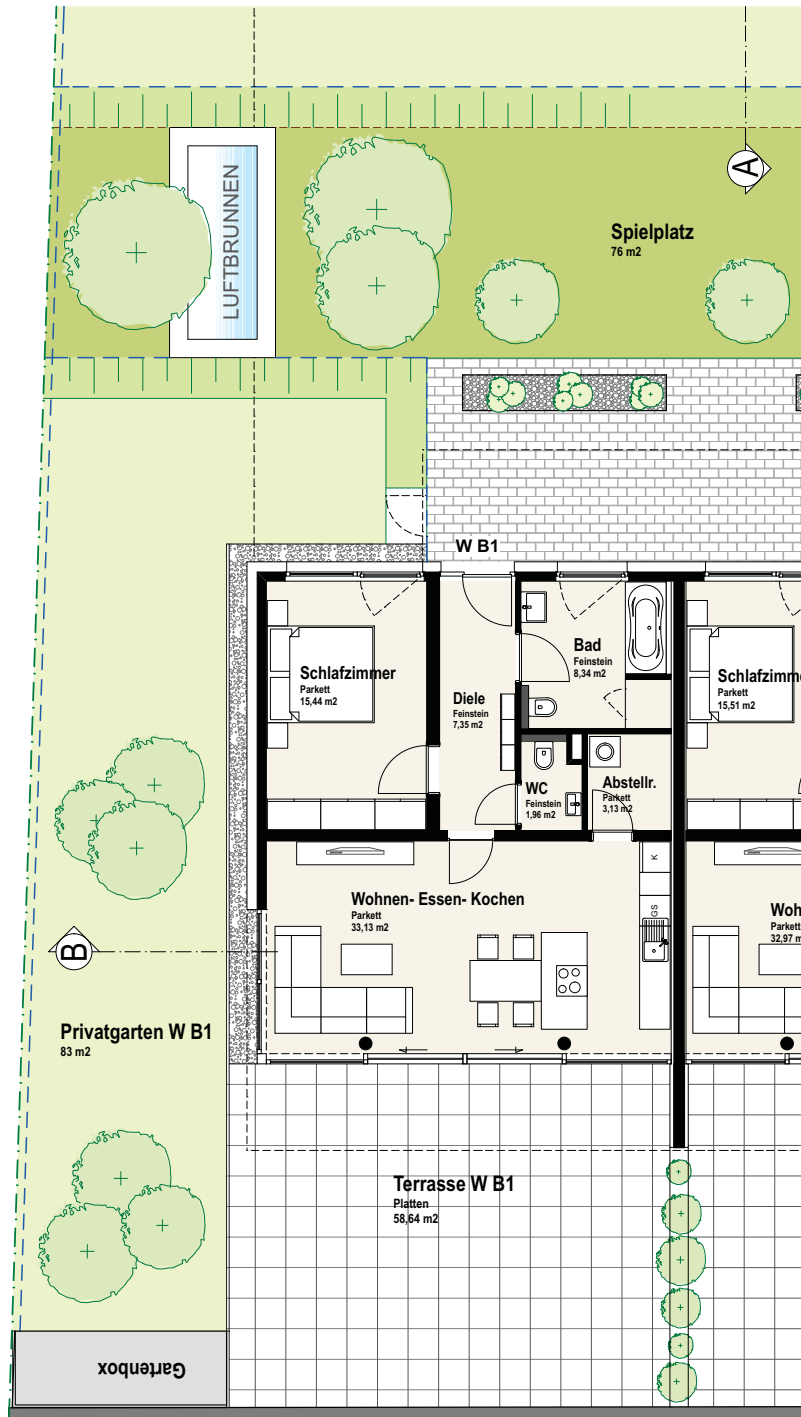 LUFTBRUNNEN
A
Spielplatz
76 m2
W B1
Schlafzimmer
Parkett
15,44 m2
Diele
Feinstein
7,35 m2
Bad
Feinstein
8,34 m2
Schlafzimme
Parkett
15,51 m2
WC
Feinstein
1,96 m2
Abstellr.
Parkett
3,13 m2
K
GS
Wohnen- Essen- Kochen
Parkett
33,13 m2
Woh
Parkett
32,97 m
B
Privatgarten W B1
83 m2
Terrasse W B1
Platten
58,64 m2
Gartenbox